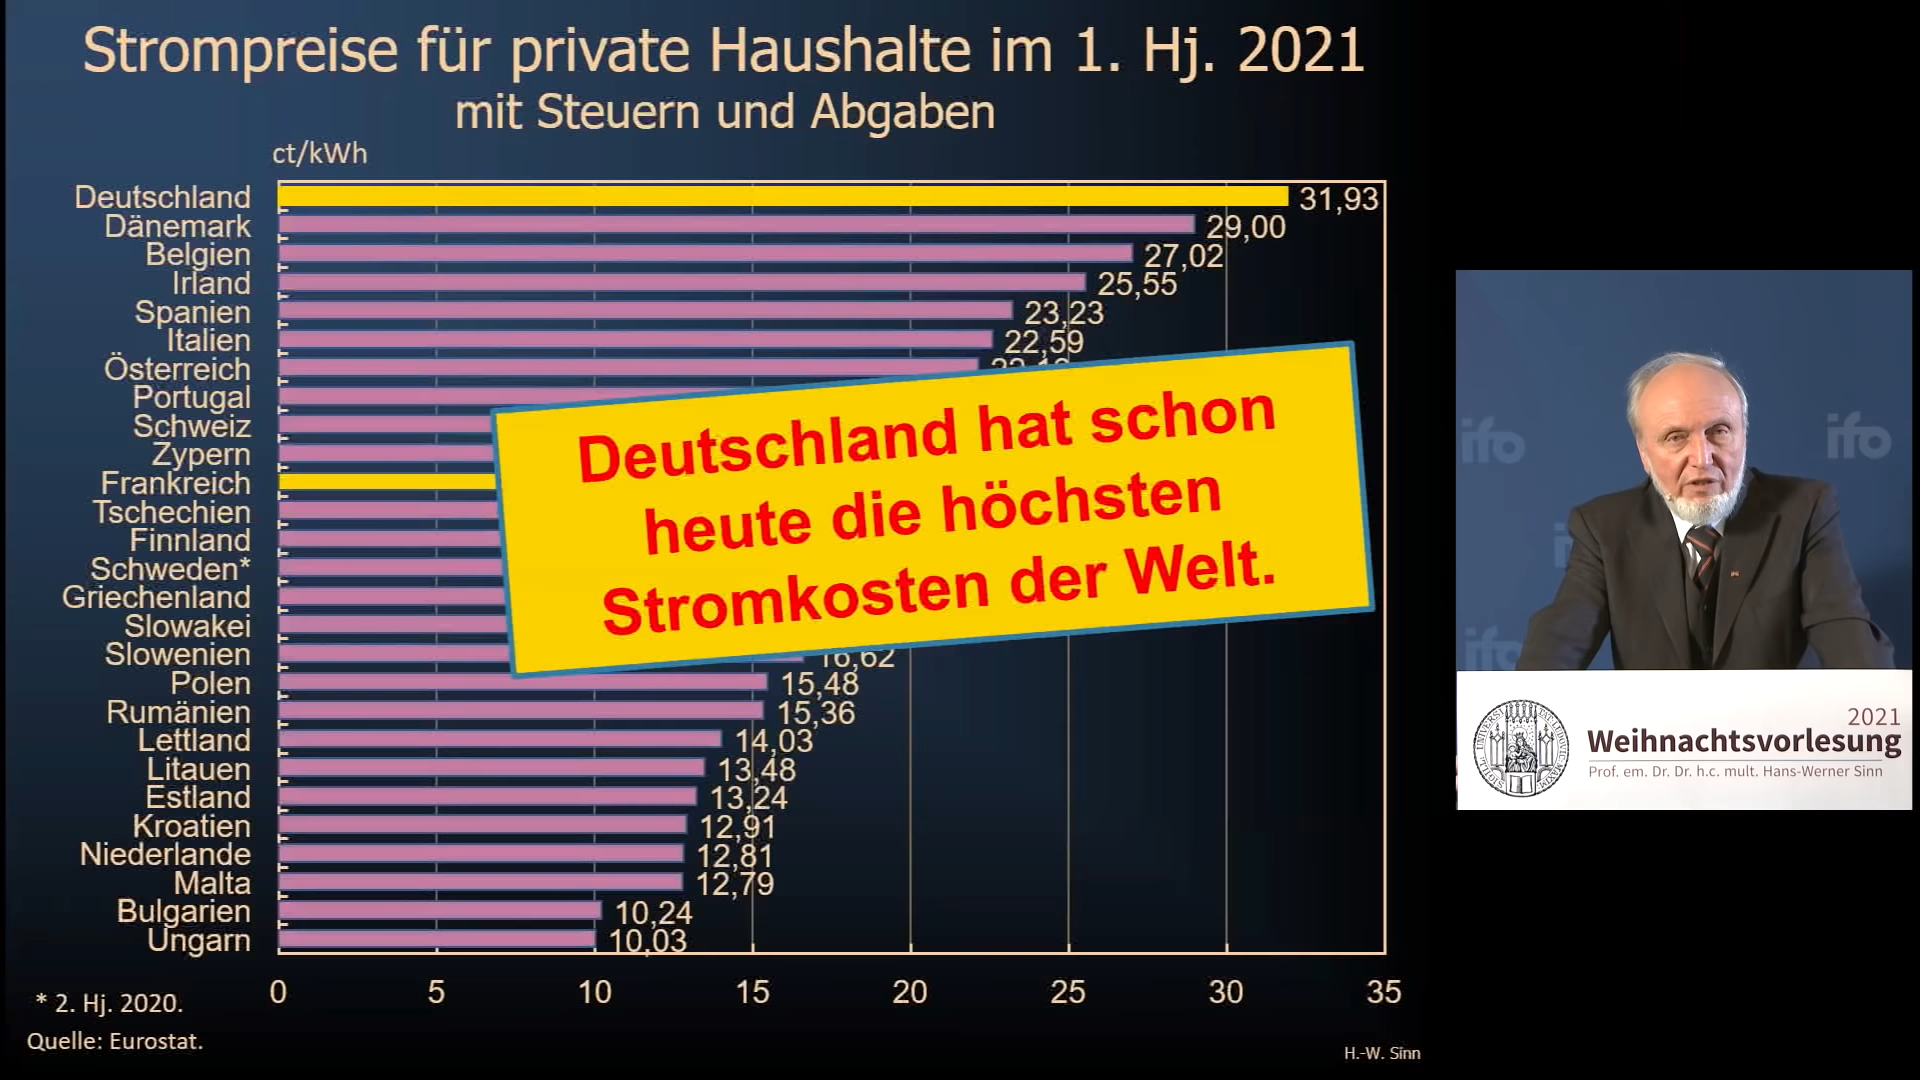 Strompreise für private Haushalte im 1. Hj. 2021
mit Steuern und Abgaben
ct/kWh
Deutschland 31,93
Dänemark 29,00
Belgien 27,02
Irland 25,55
Spanien 23,23
Italien 22,59
Österreich
Portugal
Schweiz
Zypern
Frankreich
Tschechien
Finnland
Schweden*
Griechenland
Slowakei
Slowenien 16,62
Polen 15,48
Rumänien 15,36
Lettland 14,03
Litauen 13,48
Estland 13,24
Kroatien 12,91
Niederlande 12,81
Malta 12,79
Bulgarien 10,24
Ungarn 10,03
0 5 10 15 20 25 30 35
Deutschland hat schon
heute die höchsten
Stromkosten der Welt.
* 2. Hj. 2020.
Quelle: Eurostat.
H.-W. Sinn
ifo
ifo
ifo
2021
Weihnachtsvorlesung
Prof. em. Dr. Dr. h.c. mult. Hans-Werner Sinn